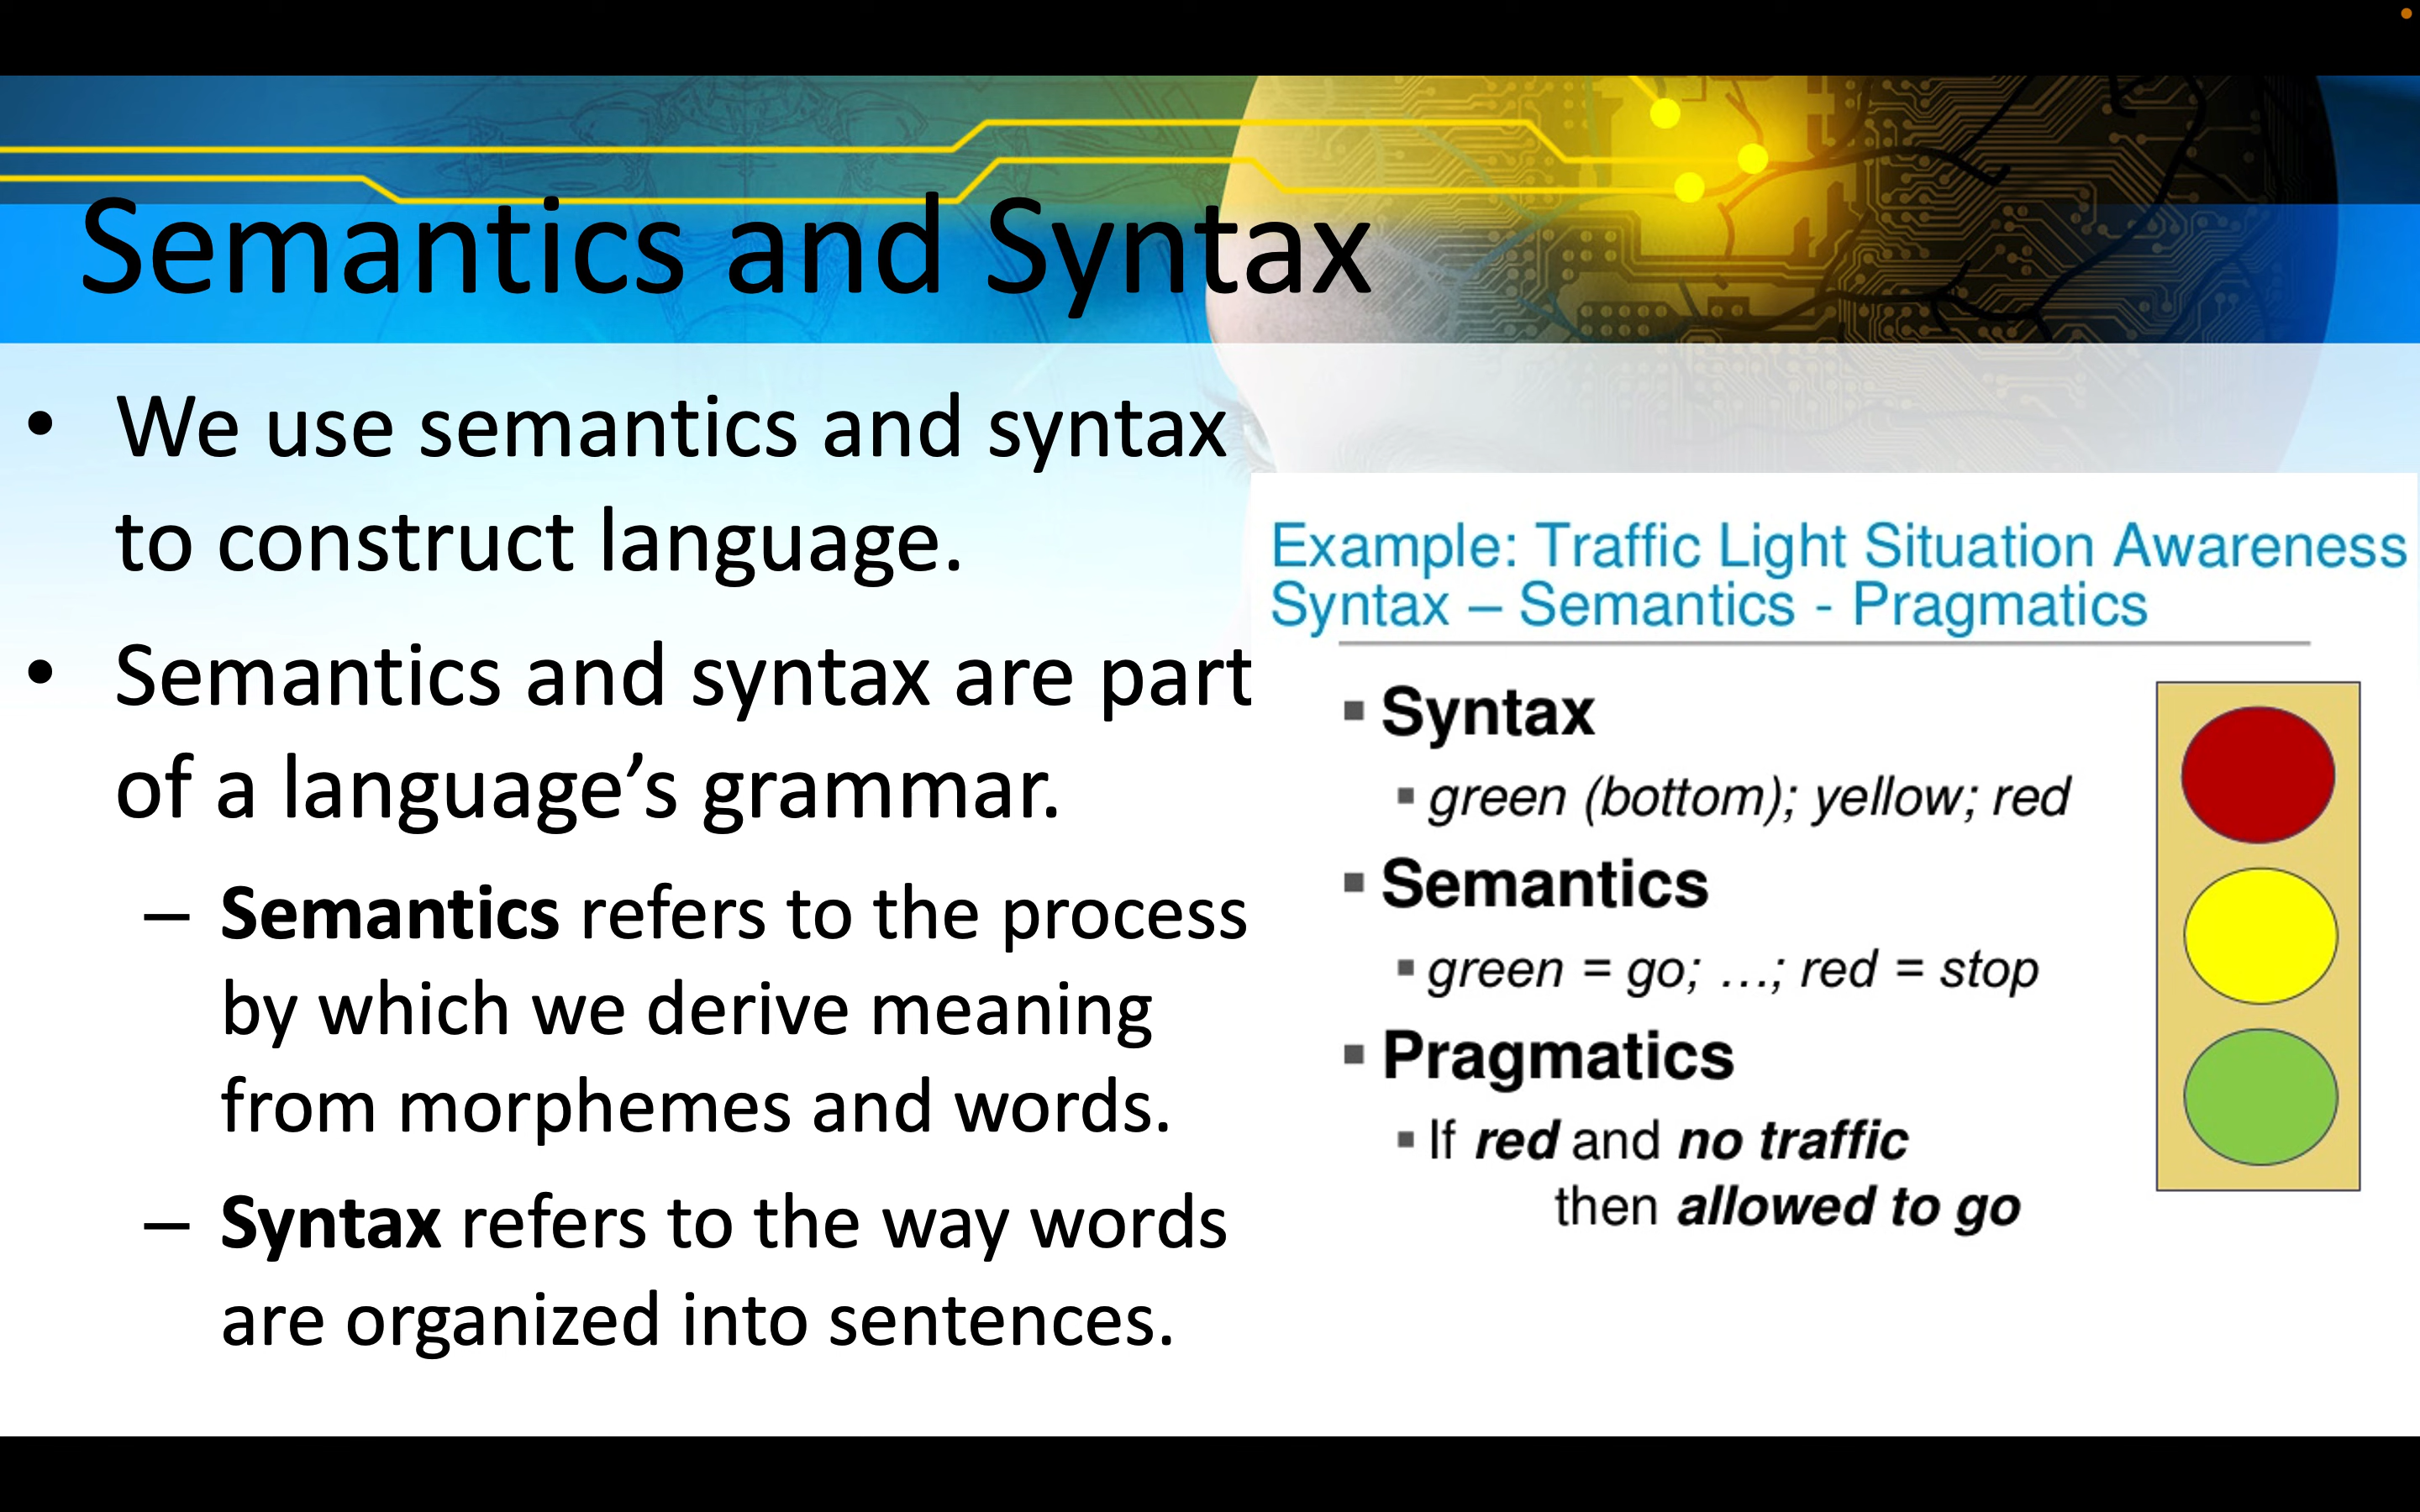 Semantics and Syntax
• We use semantics and syntax
to construct language.
• Semantics and syntax are part
of a language’s grammar.
– Semantics refers to the process
by which we derive meaning
from morphemes and words.
– Syntax refers to the way words
are organized into sentences.
Example: Traffic Light Situation Awareness
Syntax – Semantics - Pragmatics
▪ Syntax
▪ green (bottom); yellow; red
▪ Semantics
▪ green = go; …; red = stop
▪ Pragmatics
▪ If red and no traffic
then allowed to go